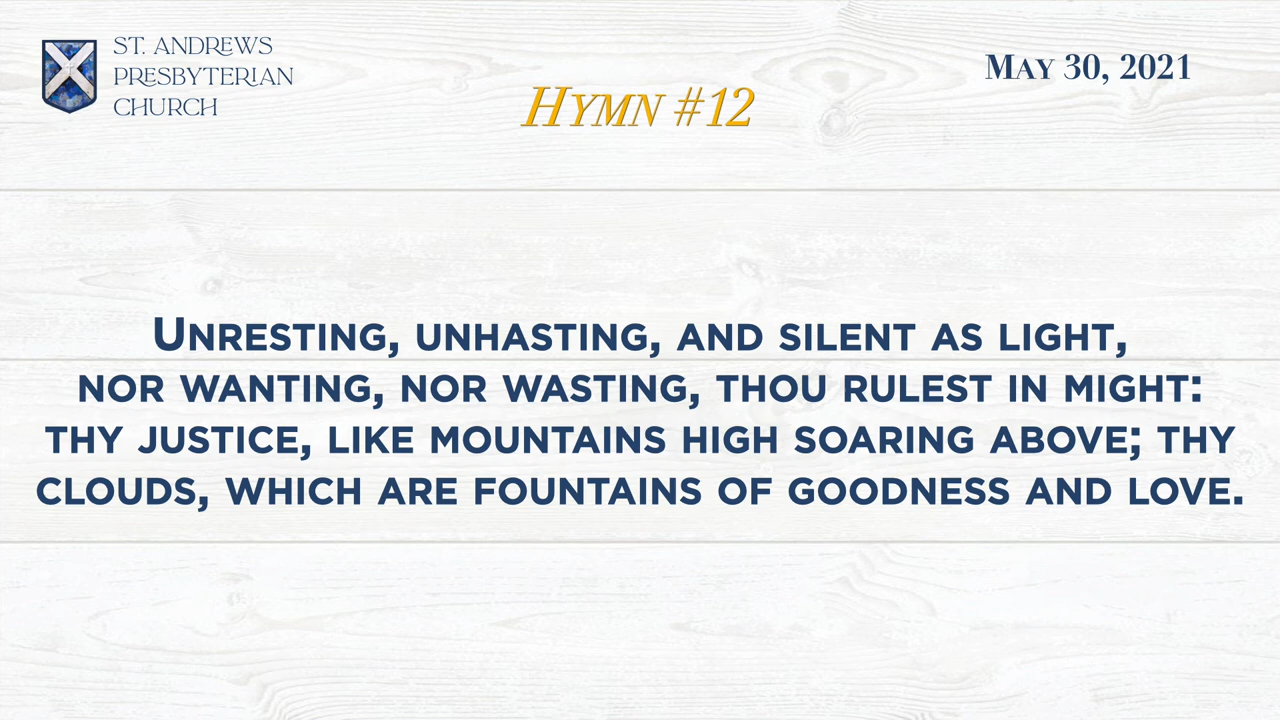 ST. ANDREWS
PRESBYTERIAN
CHURCH
May 30, 2021
Hymn #12
Unresting, unhasting, and silent as light,
nor wanting, nor wasting, thou rulest in might:
thy justice, like mountains high soaring above; thy
clouds, which are fountains of goodness and love.